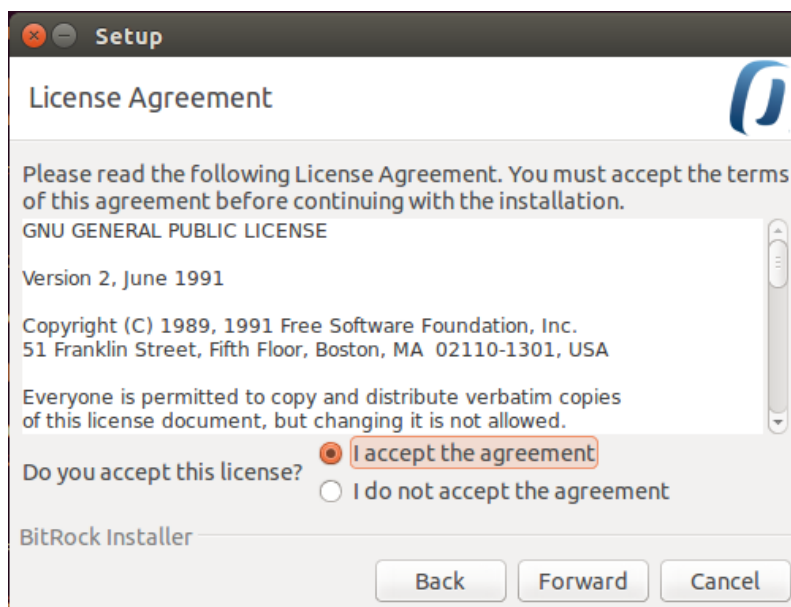 Setup
License Agreement
Please read the following License Agreement. You must accept the terms
of this agreement before continuing with the installation.
GNU GENERAL PUBLIC LICENSE
Version 2, June 1991
Copyright (C) 1989, 1991 Free Software Foundation, Inc.
51 Franklin Street, Fifth Floor, Boston, MA  02110-1301, USA
Everyone is permitted to copy and distribute verbatim copies
of this license document, but changing it is not allowed.
Do you accept this license?
I accept the agreement
I do not accept the agreement
BitRock Installer
Back
Forward
Cancel